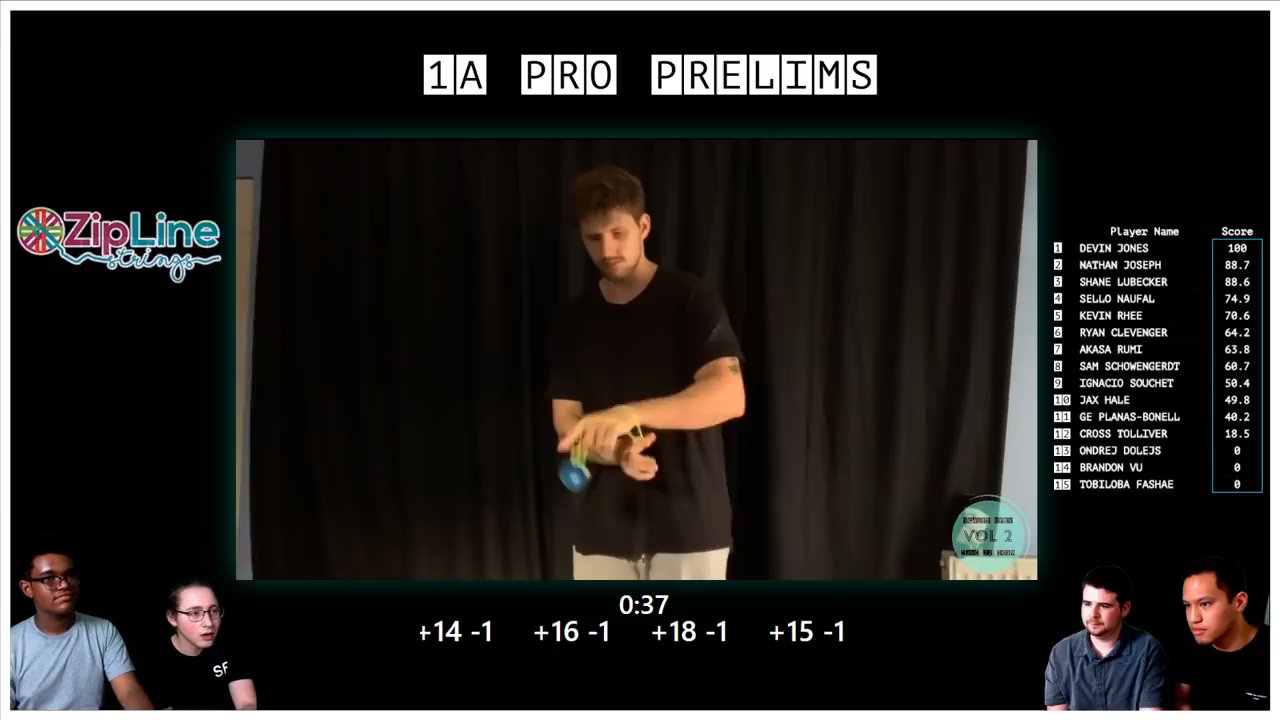 1A PRO PRELIMS
ZipLine
strings
Player Name Score
1 DEVIN JONES 100
2 NATHAN JOSEPH 88.7
3 SHANE LUBECKER 88.6
4 SELLO NAUFAL 74.9
5 KEVIN RHEE 70.6
6 RYAN CLEVENGER 64.2
7 AKASA RUMI 63.8
8 SAM SCHOWENGERDT 60.7
9 IGNACIO SOUCHET 50.4
10 JAX HALE 49.8
11 GE PLANAS-BONELL 40.2
12 CROSS TOLLIVER 18.5
13 ONDREJ DOLEJS 0
14 BRANDON VU 0
15 TOBILOBA FASHAE 0
VOL 2
0:37
+14 -1 +16 -1 +18 -1 +15 -1